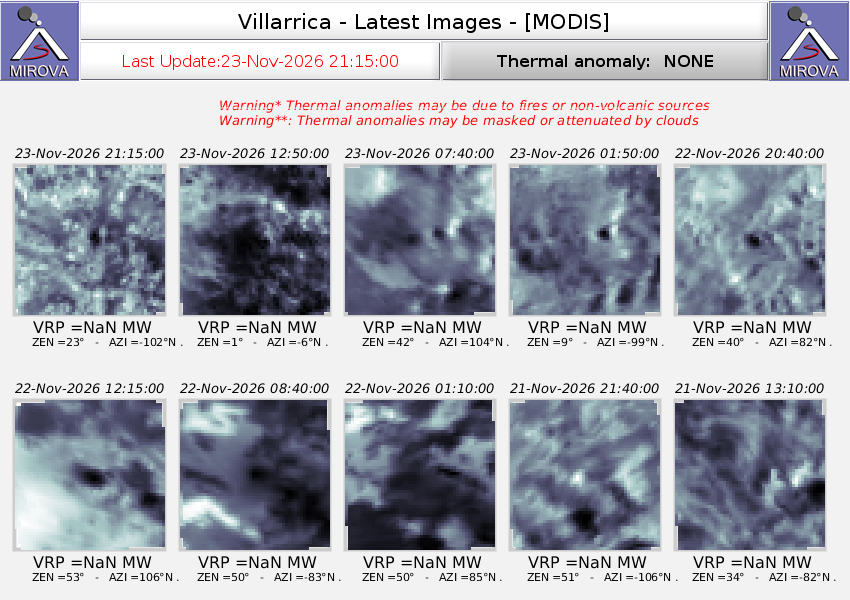 Villarrica - Latest Images - [MODIS]
MIROVA
Last Update:23-Nov-2026 21:15:00
Thermal anomaly:  NONE
MIROVA
Warning* Thermal anomalies may be due to fires or non-volcanic sources
Warning**: Thermal anomalies may be masked or attenuated by clouds
23-Nov-2026 21:15:00 23-Nov-2026 12:50:00 23-Nov-2026 07:40:00 23-Nov-2026 01:50:00 22-Nov-2026 20:40:00
VRP =NaN MW VRP =NaN MW VRP =NaN MW VRP =NaN MW VRP =NaN MW
ZEN =23° - AZI =-102°N . ZEN =1° - AZI =-6°N . ZEN =42° - AZI =104°N . ZEN =9° - AZI =-99°N . ZEN =40° - AZI =82°N .
22-Nov-2026 12:15:00 22-Nov-2026 08:40:00 22-Nov-2026 01:10:00 21-Nov-2026 21:40:00 21-Nov-2026 13:10:00
VRP =NaN MW VRP =NaN MW VRP =NaN MW VRP =NaN MW VRP =NaN MW
ZEN =53° - AZI =106°N . ZEN =50° - AZI =-83°N . ZEN =50° - AZI =85°N . ZEN =51° - AZI =-106°N . ZEN =34° - AZI =-82°N .